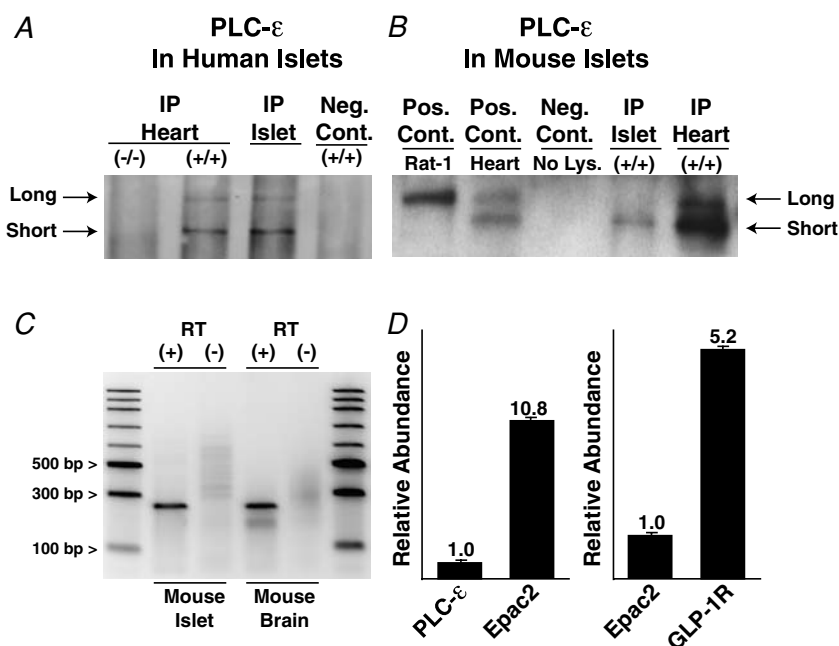 A
PLC-ε
In Human Islets
IP
Heart
IP
Islet
Neg.
Cont.
(-/-)
(+/+)
(+/+)
Long
Short
B
PLC-ε
In Mouse Islets
Pos.
Cont.
Pos.
Cont.
Neg.
Cont.
IP
Islet
IP
Heart
Rat-1
Heart
No Lys.
(+/+)
(+/+)
Long
Short
C
RT
RT
(+)
(-)
(+)
(-)
500 bp >
300 bp >
100 bp >
Mouse
Islet
Mouse
Brain
D
Relative Abundance
1.0
10.8
PLC-ε
Epac2
Relative Abundance
1.0
5.2
Epac2
GLP-1R